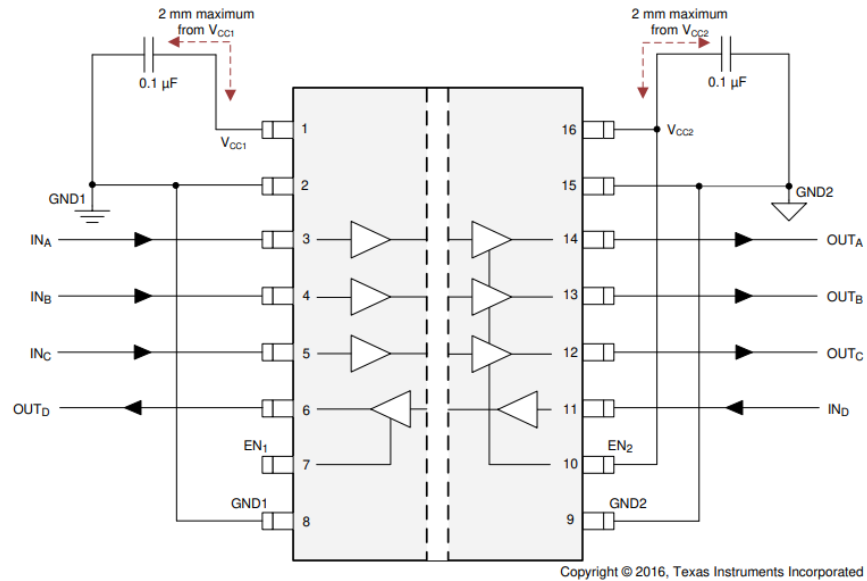 2 mm maximum
from VCC1
2 mm maximum
from VCC2
0.1 µF
0.1 µF
VCC1
1
16
VCC2
GND1
2
15
GND2
INA
3
14
OUTA
INB
4
13
OUTB
INC
5
12
OUTC
OUTD
6
11
IND
EN1
7
10
EN2
GND1
8
9
GND2
Copyright © 2016, Texas Instruments Incorporated